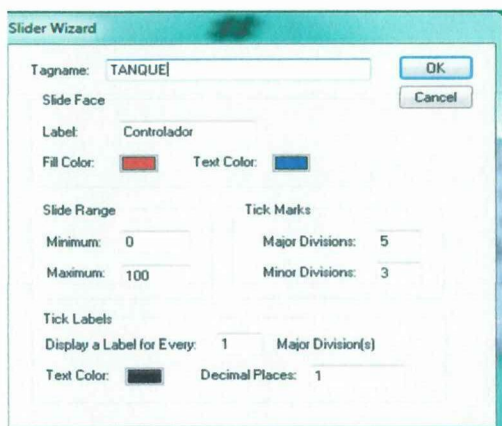 Slider Wizard
Tagname: TANQUE OK
Slide Face Cancel
Label: Controlador
Fill Color: Text Color:
Slide Range Tick Marks
Minimum: 0 Major Divisions: 5
Maximum: 100 Minor Divisions: 3
Tick Labels
Display a Label for Every: 1 Major Division(s)
Text Color: Decimal Places: 1